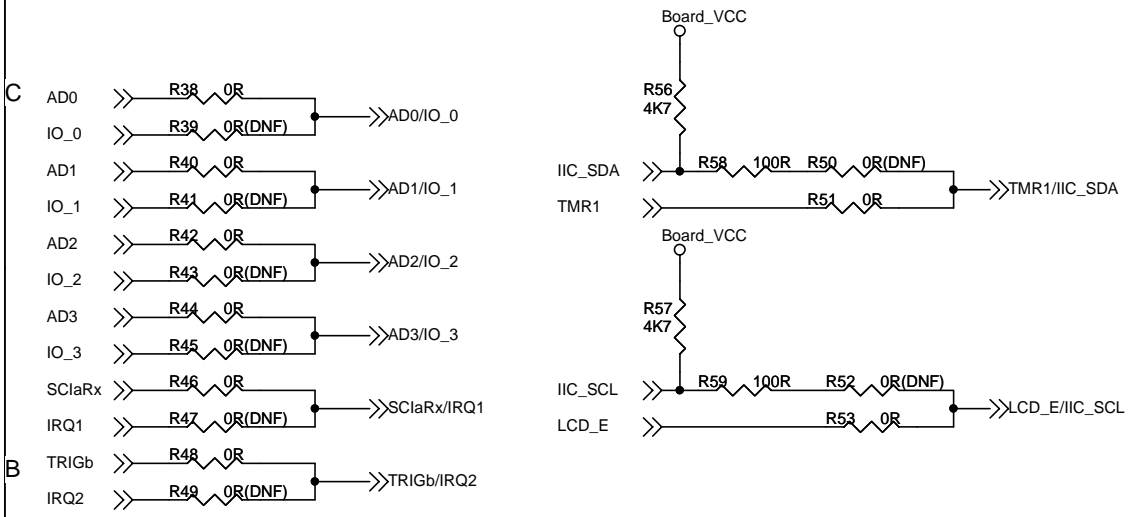 Board_VCC
R56
4K7
C
AD0 R38 0R
AD0/IO_0
IO_0 R39 0R(DNF)
AD1 R40 0R
AD1/IO_1
IO_1 R41 0R(DNF)
AD2 R42 0R
AD2/IO_2
IO_2 R43 0R(DNF)
AD3 R44 0R
AD3/IO_3
IO_3 R45 0R(DNF)
SCIaRx R46 0R
SCIaRx/IRQ1
IRQ1 R47 0R(DNF)
B
TRIGb R48 0R
TRIGb/IRQ2
IRQ2 R49 0R(DNF)
IIC_SDA R58 100R R50 0R(DNF)
TMR1/IIC_SDA
TMR1 R51 0R
Board_VCC
R57
4K7
IIC_SCL R59 100R R52 0R(DNF)
LCD_E/IIC_SCL
LCD_E R53 0R